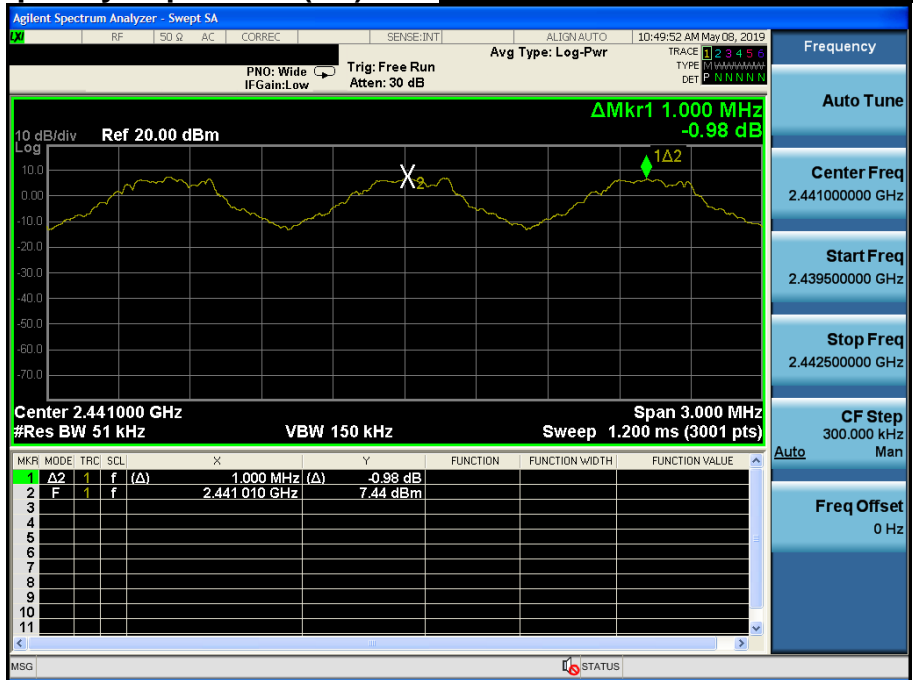 Agilent Spectrum Analyzer - Swept SA
LXI RF 50 Ω AC CORREC SENSE:INT ALIGN AUTO 10:49:52 AM May 08, 2019
Avg Type: Log-Pwr TRACE 1 2 3 4 5 6
PNO: Wide Trig: Free Run TYPE M WWWWW
IFGain:Low Atten: 30 dB DET P N N N N N
ΔMkr1 1.000 MHz
-0.98 dB
10 dB/div Ref 20.00 dBm
Log
1Δ2
10.0
2
0.00
-10.0
-20.0
-30.0
-40.0
-50.0
-60.0
-70.0
Center 2.441000 GHz Span 3.000 MHz
#Res BW 51 kHz VBW 150 kHz Sweep 1.200 ms (3001 pts)
MKR MODE TRC SCL X Y FUNCTION FUNCTION WIDTH FUNCTION VALUE
1 Δ2 1 f (Δ) 1.000 MHz (Δ) -0.98 dB
2 F 1 f 2.441 010 GHz 7.44 dBm
3
4
5
6
7
8
9
10
11
MSG STATUS
Frequency
Auto Tune
Center Freq
2.441000000 GHz
Start Freq
2.439500000 GHz
Stop Freq
2.442500000 GHz
CF Step
300.000 kHz
Auto Man
Freq Offset
0 Hz